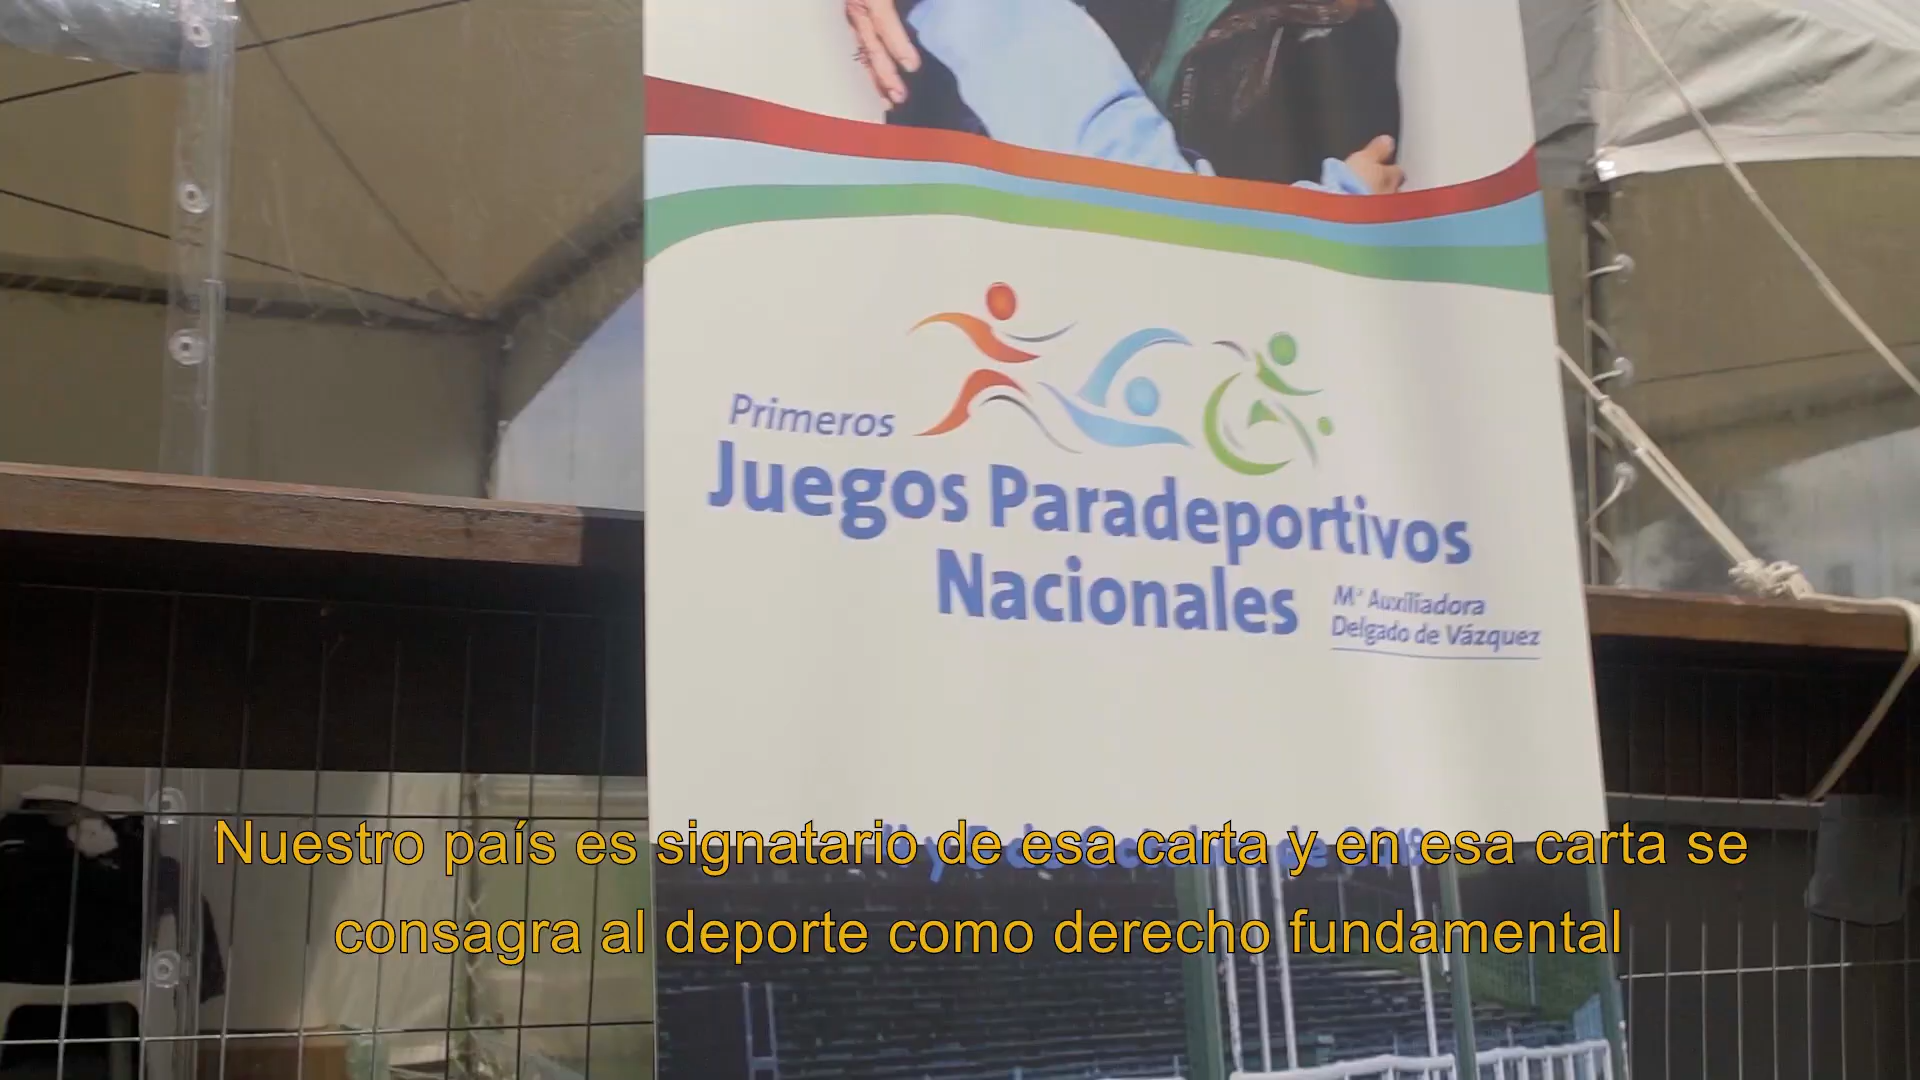 Primeros
Juegos Paradeportivos
Nacionales
Mª Auxiliadora
Delgado de Vázquez
Nuestro país es signatario de esa carta y en esa carta se
consagra al deporte como derecho fundamental